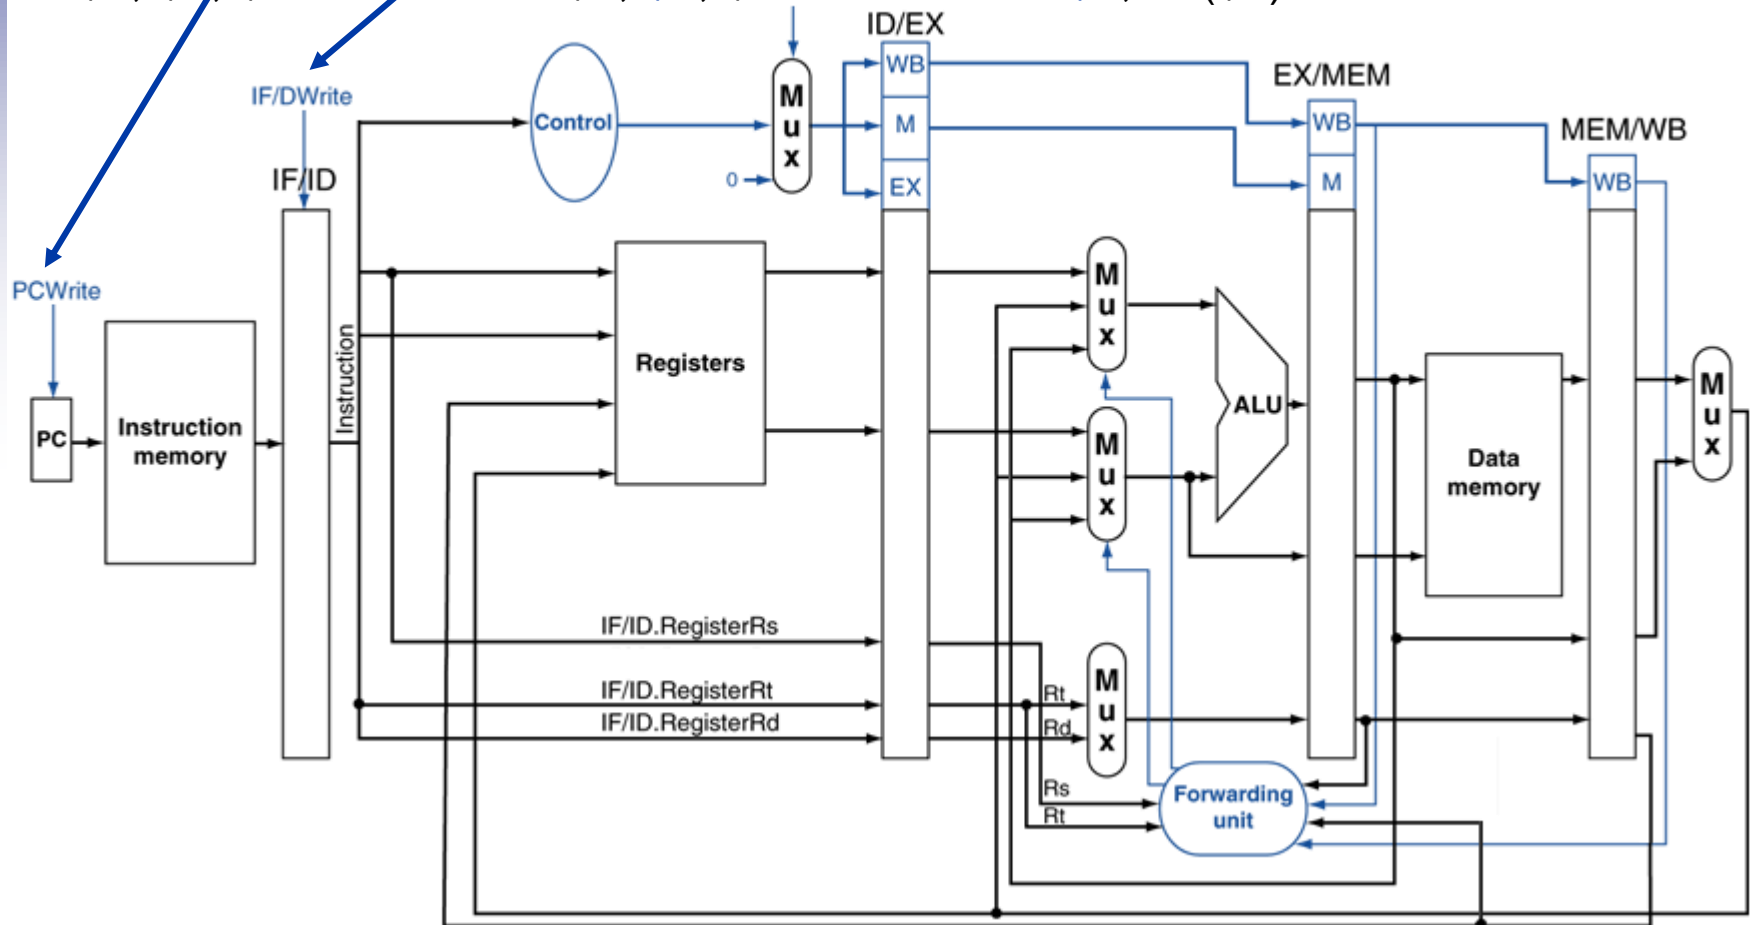 ID/EX
WB
EX/MEM
IF/DWrite
M
u
x
Control
M
WB
MEM/WB
0
IF/ID
EX
M
WB
PCWrite
M
u
x
Instruction
Registers
M
u
x
PC
Instruction
memory
M
u
x
ALU
Data
memory
IF/ID.RegisterRs
IF/ID.RegisterRt
IF/ID.RegisterRd
Rt
Rd
M
u
x
Rs
Rt
Forwarding
unit